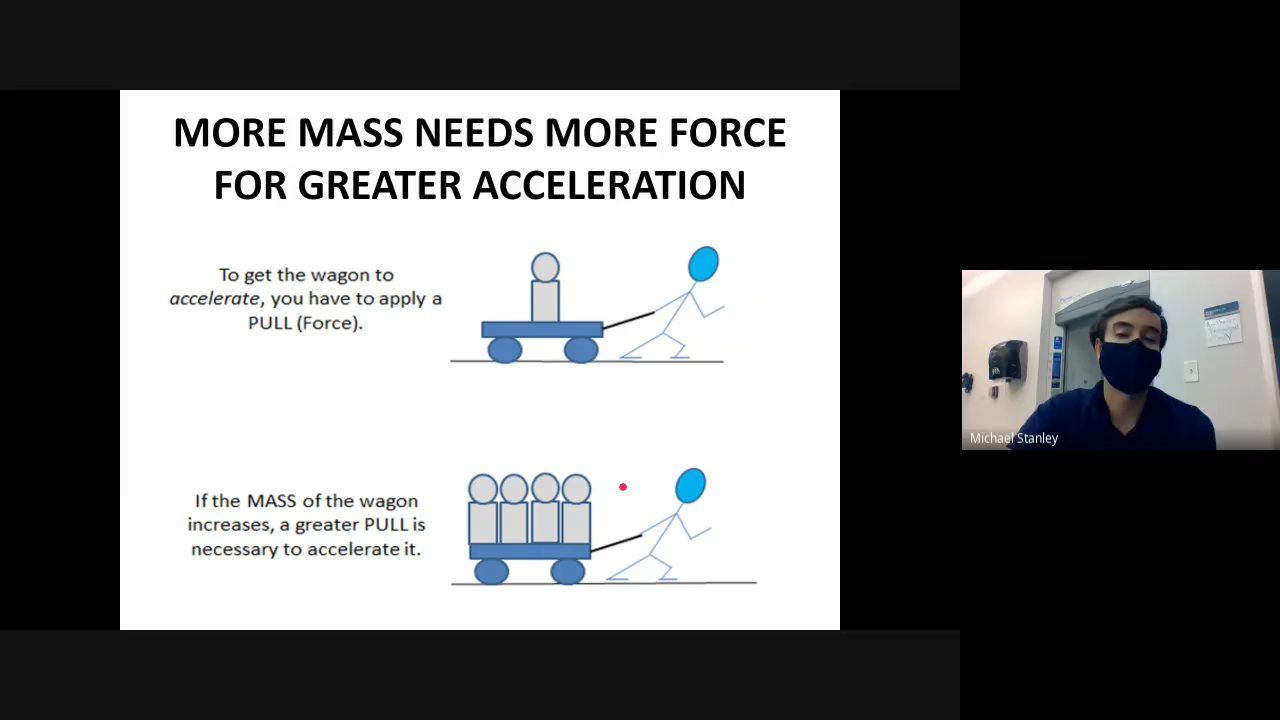 MORE MASS NEEDS MORE FORCE
FOR GREATER ACCELERATION
To get the wagon to
accelerate, you have to apply a
PULL (Force).
If the MASS of the wagon
increases, a greater PULL is
necessary to accelerate it.
Michael Stanley